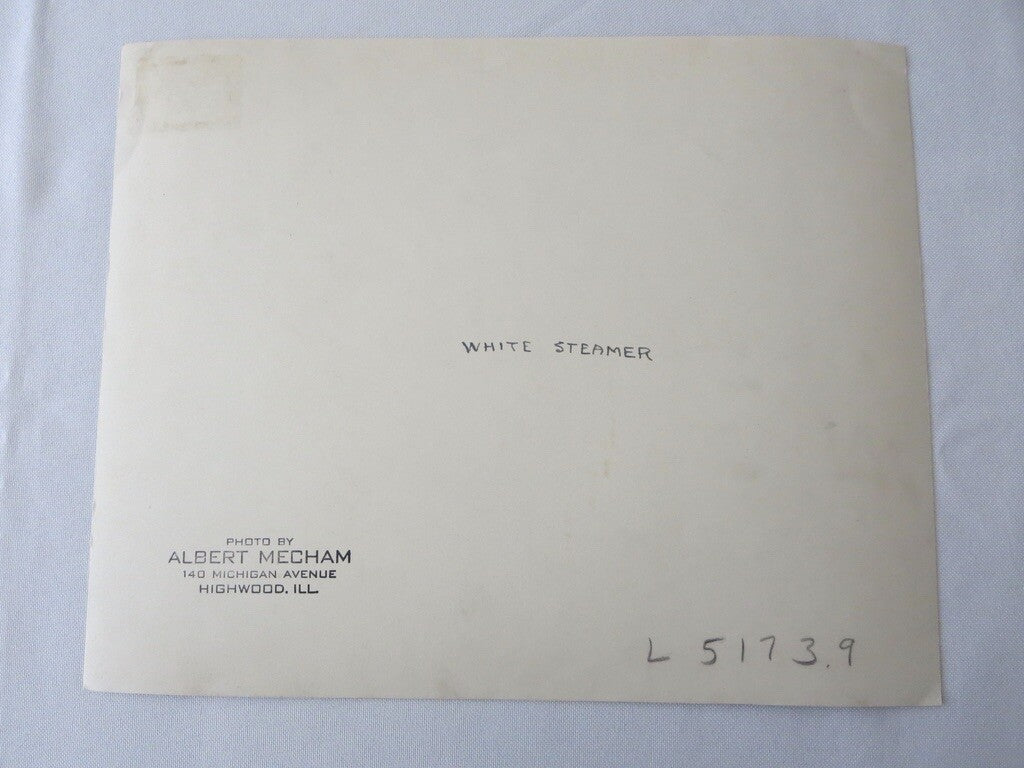 WHITE STEAMER
PHOTO BY
ALBERT MECHAM
140 MICHIGAN AVENUE
HIGHWOOD, ILL.
L 5173.9